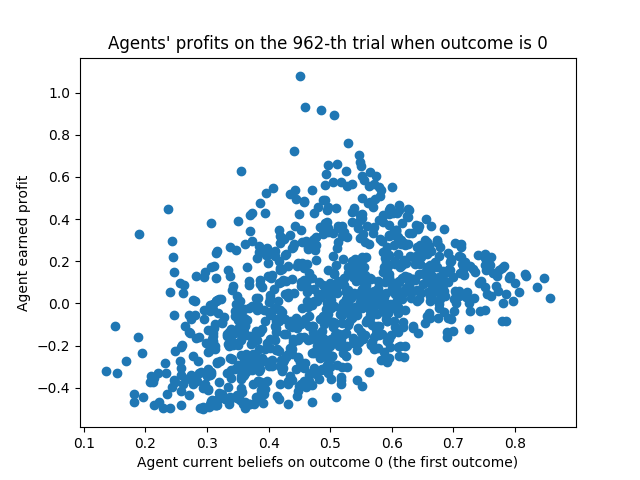 Agents' profits on the 962-th trial when outcome is 0
Agent earned profit
1.0
0.8
0.6
0.4
0.2
0.0
−0.2
−0.4
0.1 0.2 0.3 0.4 0.5 0.6 0.7 0.8
Agent current beliefs on outcome 0 (the first outcome)